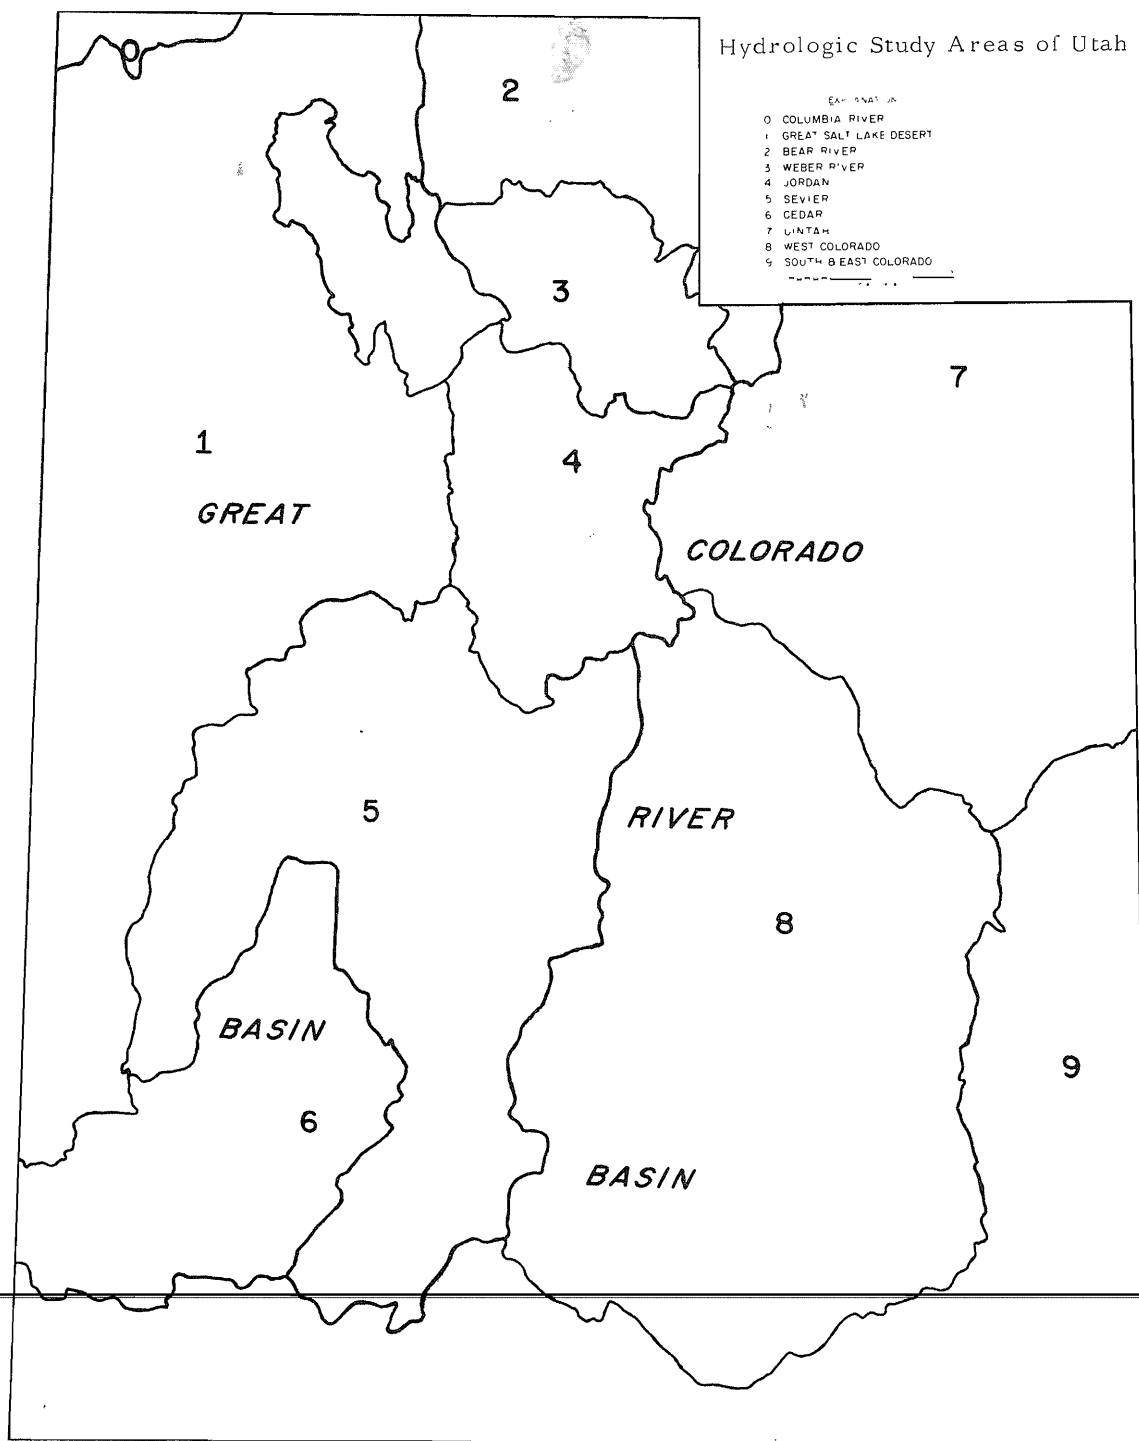 Hydrologic Study Areas of Utah
0 COLUMBIA RIVER
1 GREAT SALT LAKE DESERT
2 BEAR RIVER
3 WEBER RIVER
4 JORDAN
5 SEVIER
6 CEDAR
7 UINTAH
8 WEST COLORADO
9 SOUTH & EAST COLORADO
0
2
3
7
1
4
GREAT
COLORADO
5
RIVER
8
BASIN
9
6
BASIN